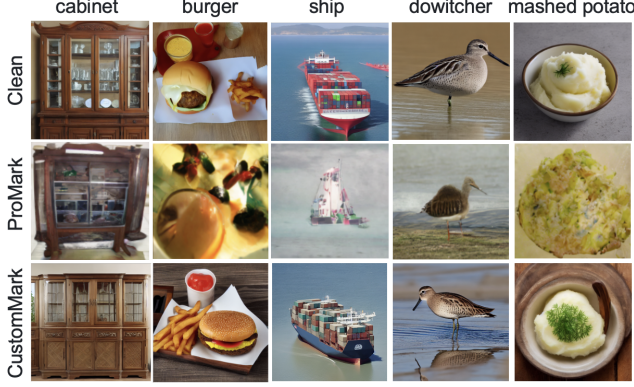 cabinet burger ship dowitcher mashed potato
Clean
ProMark
CustomMark